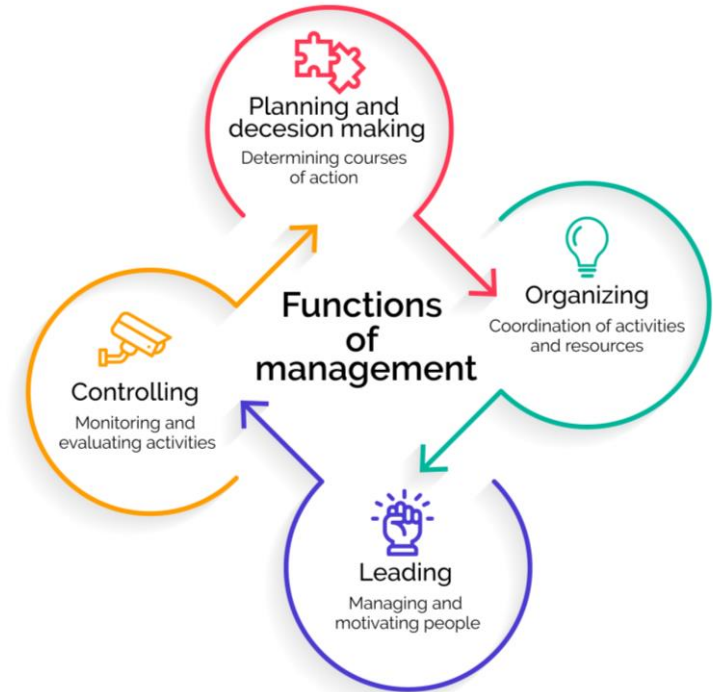 Planning and
decesion making
Determining courses
of action
Organizing
Coordination of activities
and resources
Functions
of
management
Controlling
Monitoring and
evaluating activities
Leading
Managing and
motivating people